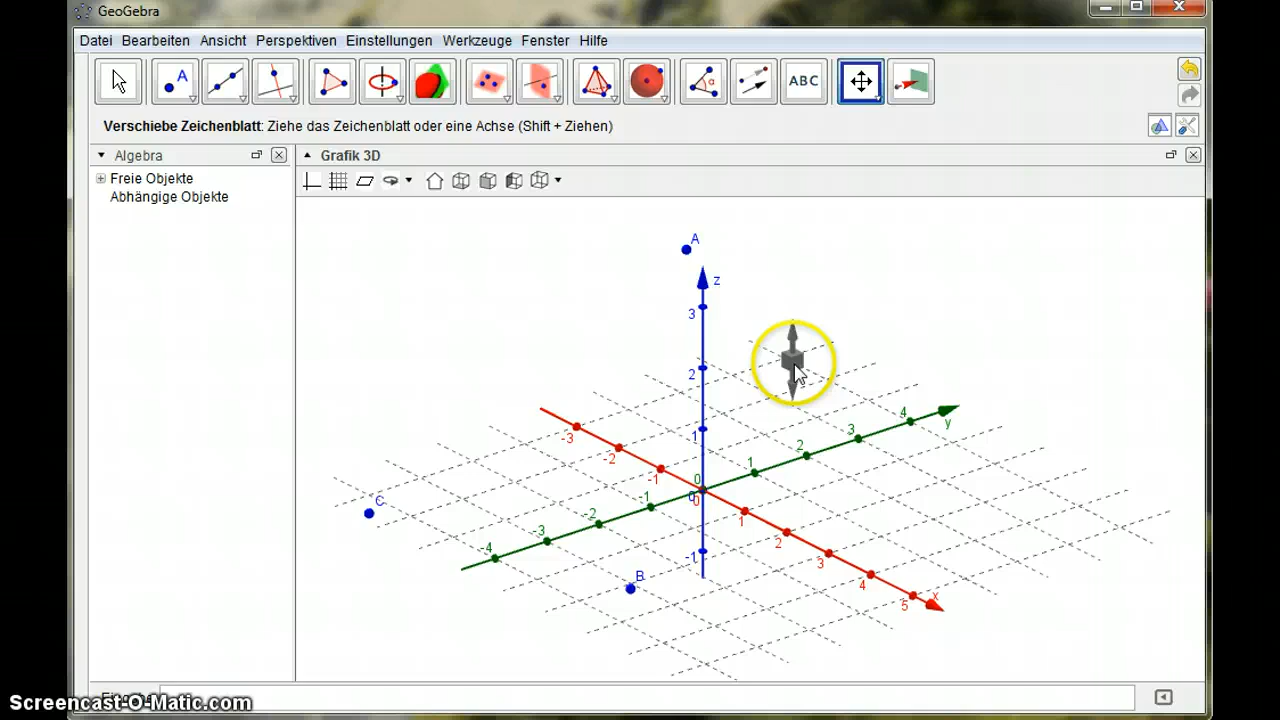 GeoGebra
Datei Bearbeiten Ansicht Perspektiven Einstellungen Werkzeuge Fenster Hilfe
A α ABC
Verschiebe Zeichenblatt: Ziehe das Zeichenblatt oder eine Achse (Shift + Ziehen)
Algebra
Grafik 3D
Freie Objekte
Abhängige Objekte
A
z
3
2
1
0
0
0
-1
-3
-2
-1
1
2
3
4
5
x
-4
-3
-2
-1
1
2
3
4
y
C
B
Screencast-O-Matic.com